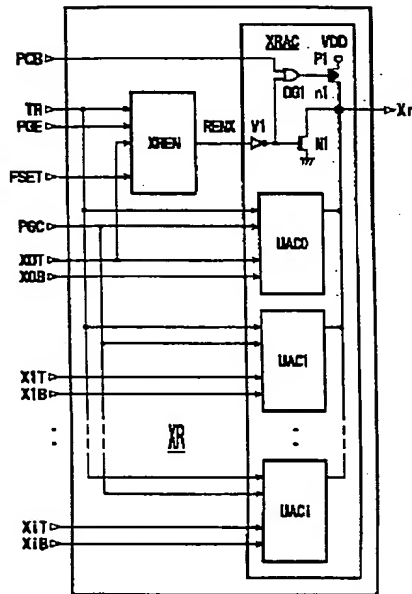 XRAC
VDD
P1
PCB
OG1
n1
TR
PGE
XREN
RENX
V1
N1
Xr
FSET
PGC
UAC0
X0T
X0B
UAC1
X1T
X1B
XR
UACi
XiT
XiB